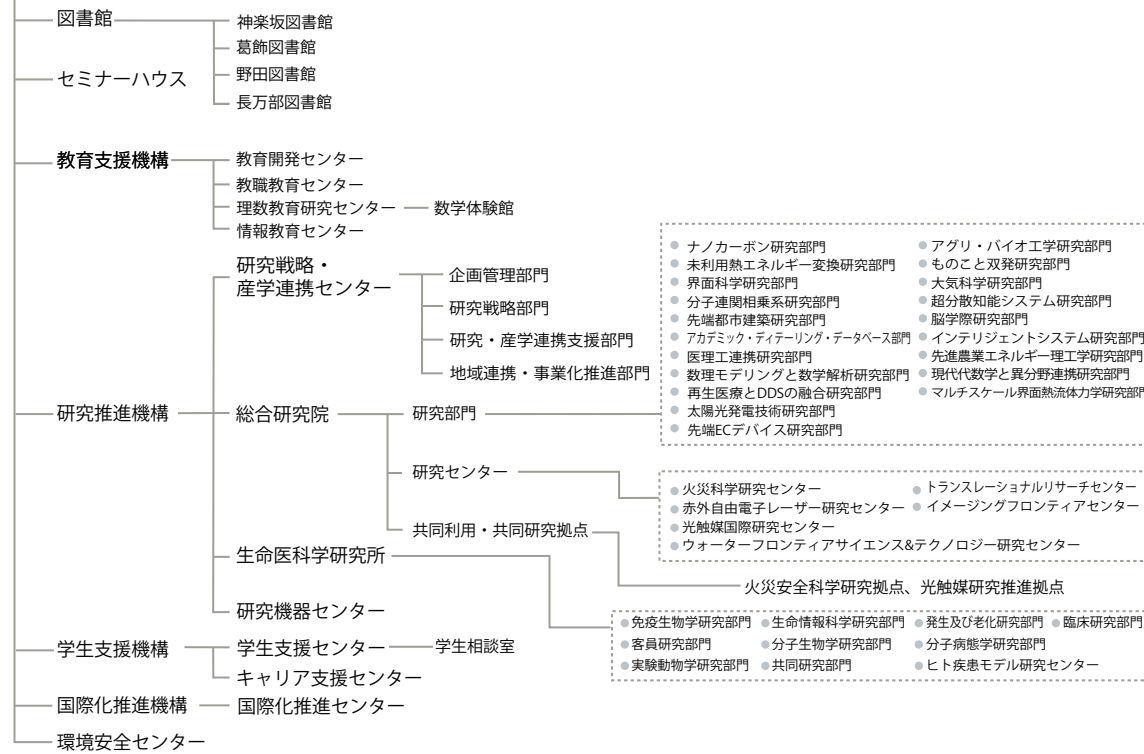 図書館
神楽坂図書館
葛飾図書館
野田図書館
長万部図書館
セミナーハウス
教育支援機構
教育開発センター
教職教育センター
理数教育研究センター
数学体験館
情報教育センター
研究推進機構
研究戦略・
産学連携センター
企画管理部門
研究戦略部門
研究・産学連携支援部門
地域連携・事業化推進部門
総合研究院
研究部門
ナノカーボン研究部門
未利用熱エネルギー変換研究部門
界面科学研究部門
分子連関相乗系研究部門
先端都市建築研究部門
アカデミック・ディテーリング・データベース部門
医理工連携研究部門
数理モデリングと数学解析研究部門
再生医療とDDSの融合研究部門
太陽光発電技術研究部門
先端ECデバイス研究部門
アグリ・バイオ工学研究部門
ものこと双発研究部門
大気科学研究部門
超分散知能システム研究部門
脳学際研究部門
インテリジェントシステム研究部門
先進農業エネルギー理工学研究部門
現代代数学と異分野連携研究部門
マルチスケール界面熱流体力学研究部門
研究センター
火災科学研究センター
赤外自由電子レーザー研究センター
光触媒国際研究センター
ウォーターフロンティアサイエンス&テクノロジー研究センター
トランスレーショナルリサーチセンター
イメージングフロンティアセンター
共同利用・共同研究拠点
火災安全科学研究拠点、光触媒研究推進拠点
生命医科学研究所
免疫生物学研究部門
生命情報科学研究部門
発生及び老化研究部門
臨床研究部門
客員研究部門
分子生物学研究部門
分子病態学研究部門
実験動物学研究部門
共同研究部門
ヒト疾患モデル研究センター
研究機器センター
学生支援機構
学生支援センター
学生相談室
キャリア支援センター
国際化推進機構
国際化推進センター
環境安全センター